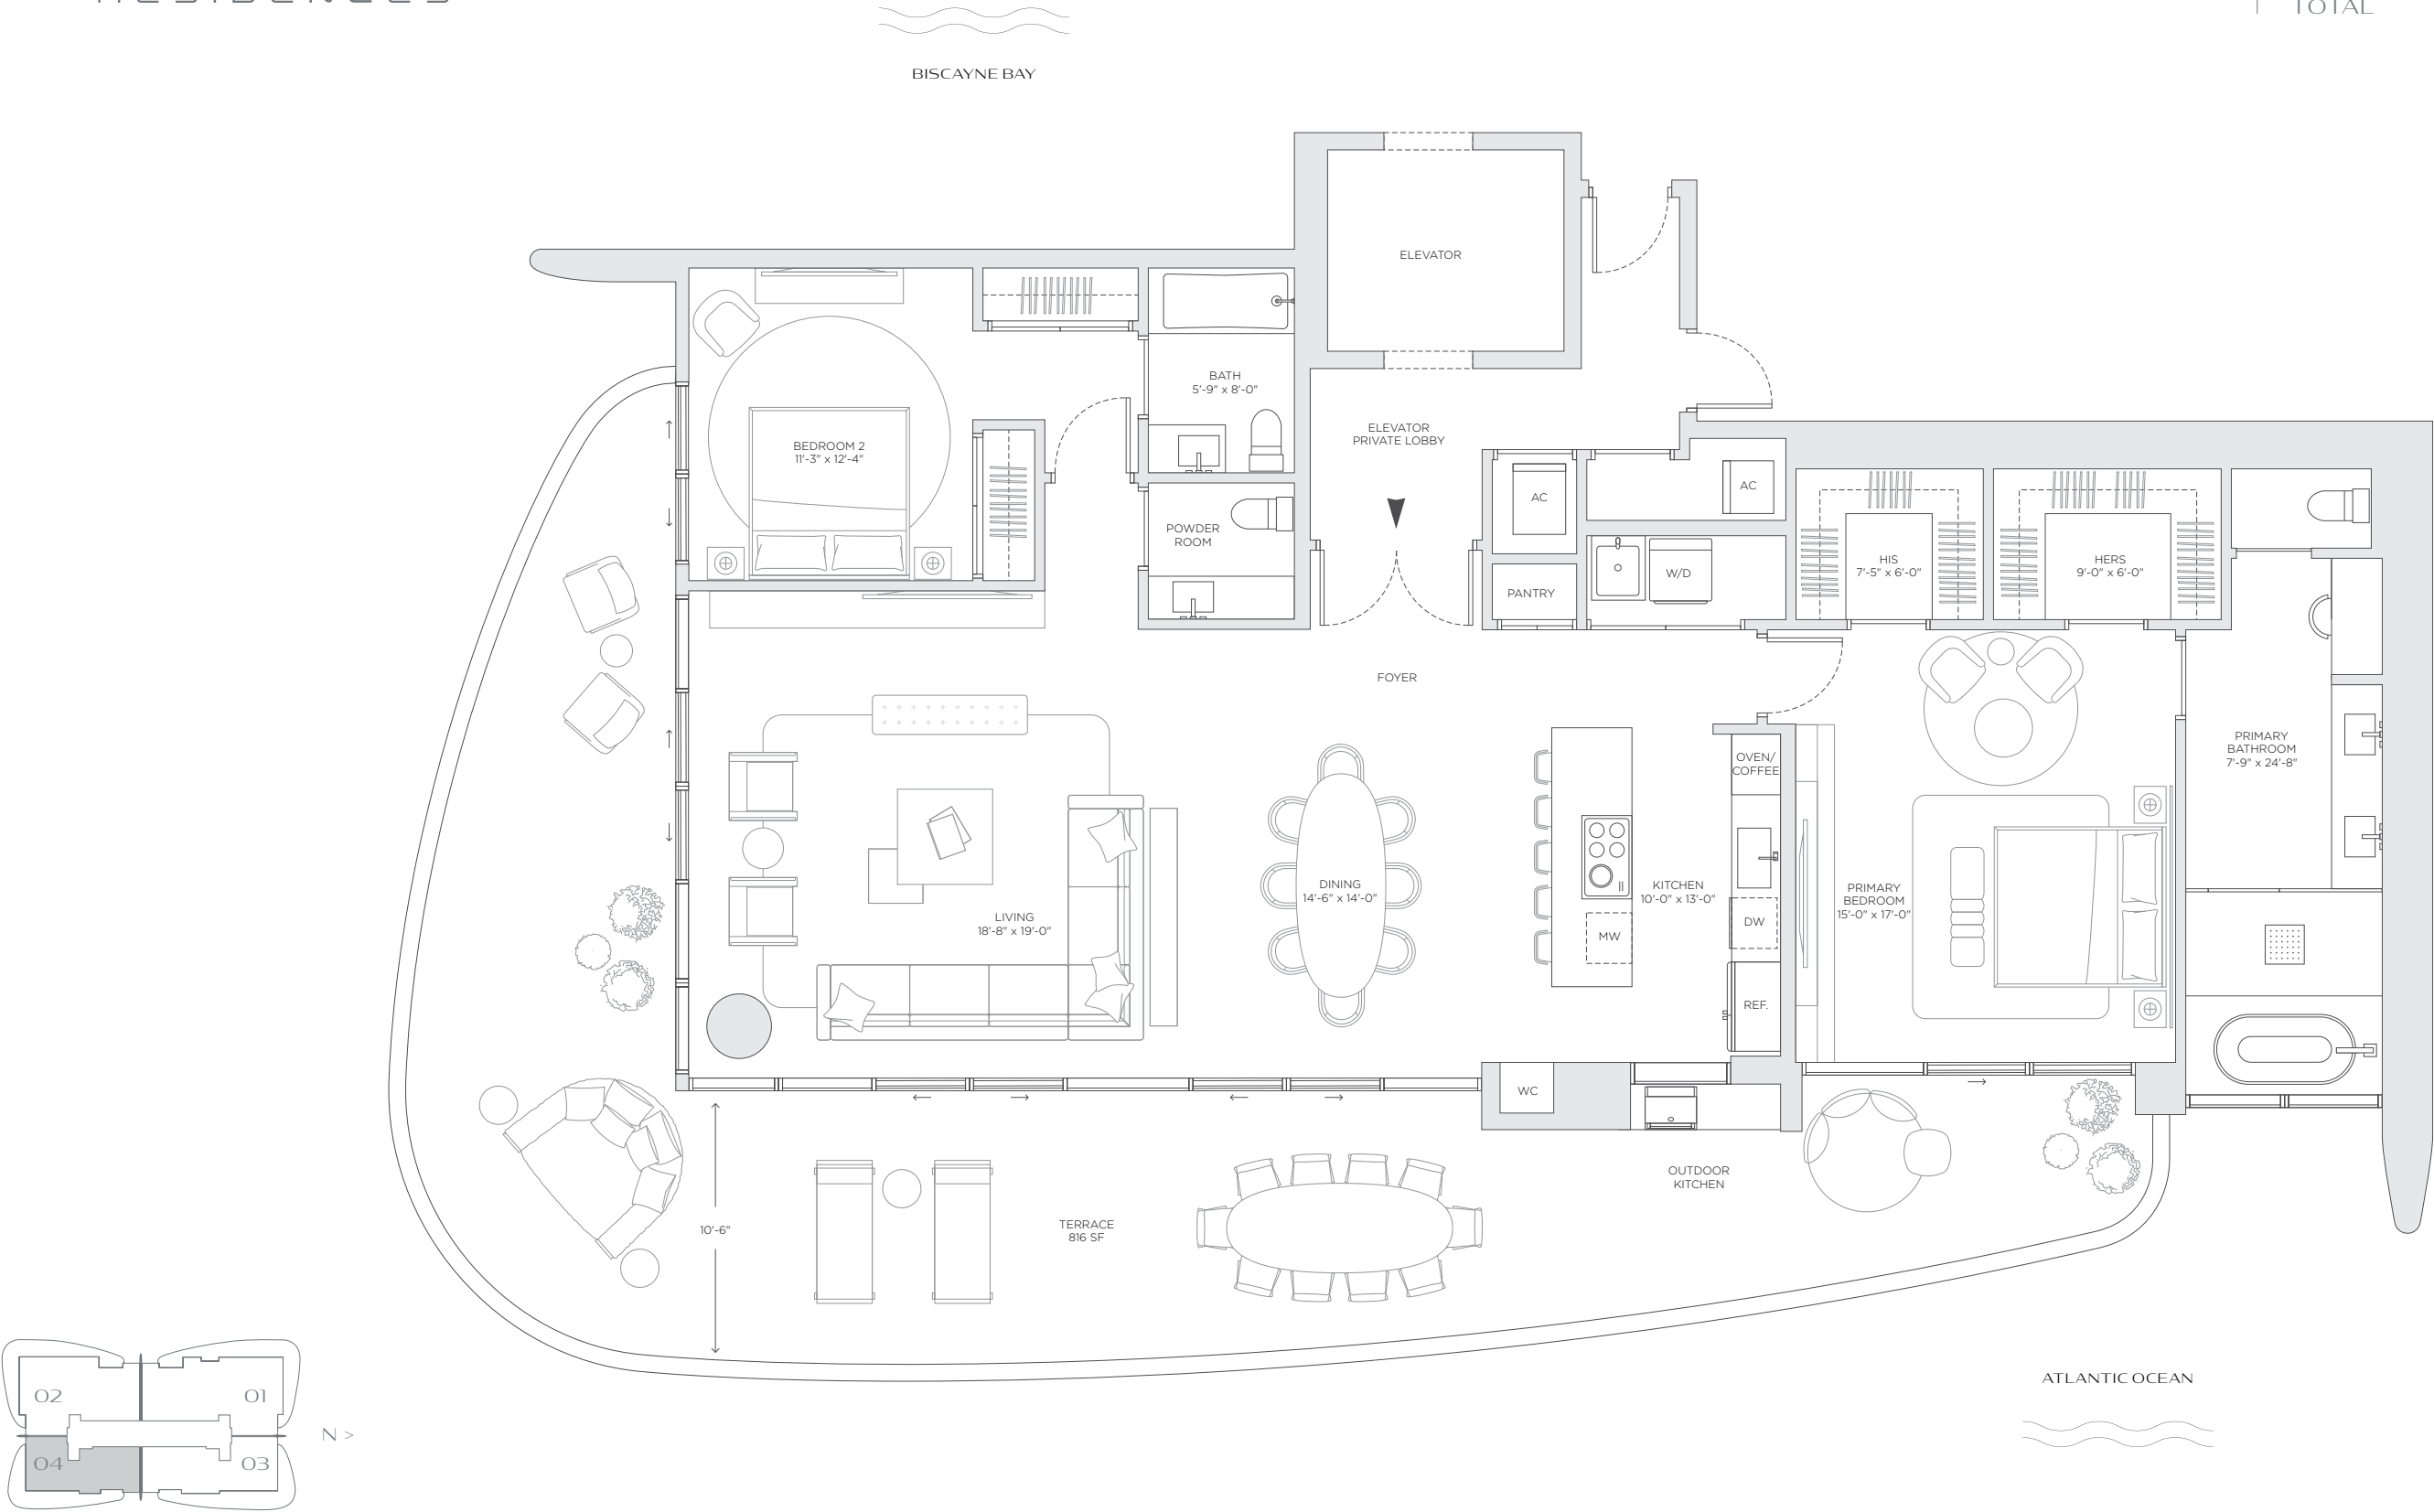 RESIDENCES
TOTAL
BISCAYNE BAY
ELEVATOR
BATH
5'-9" x 8'-0"
BEDROOM 2
11'-3" x 12'-4"
ELEVATOR
PRIVATE LOBBY
POWDER
ROOM
AC
AC
PANTRY
W/D
HIS
7'-5" x 6'-0"
HERS
9'-0" x 6'-0"
FOYER
LIVING
18'-8" x 19'-0"
DINING
14'-6" x 14'-0"
KITCHEN
10'-0" x 13'-0"
MW
OVEN/
COFFEE
DW
REF.
PRIMARY
BEDROOM
15'-0" x 17'-0"
PRIMARY
BATHROOM
7'-9" x 24'-8"
WC
OUTDOOR
KITCHEN
10'-6"
TERRACE
816 SF
ATLANTIC OCEAN
02
01
04
03
N >